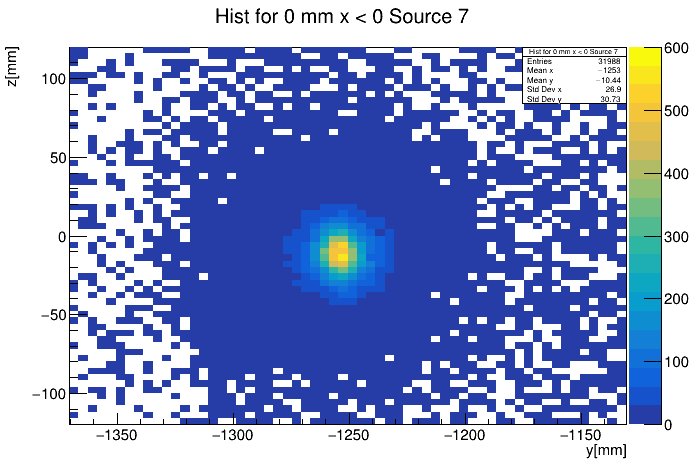 Hist for 0 mm x < 0 Source 7
z[mm]
Hist for 0 mm x < 0 Source 7
Entries 31988
Mean x −1253
Mean y −10.44
Std Dev x 26.9
Std Dev y 30.73
100
50
0
−50
−100
−1350 −1300 −1250 −1200 −1150
y[mm]
600
500
400
300
200
100
0